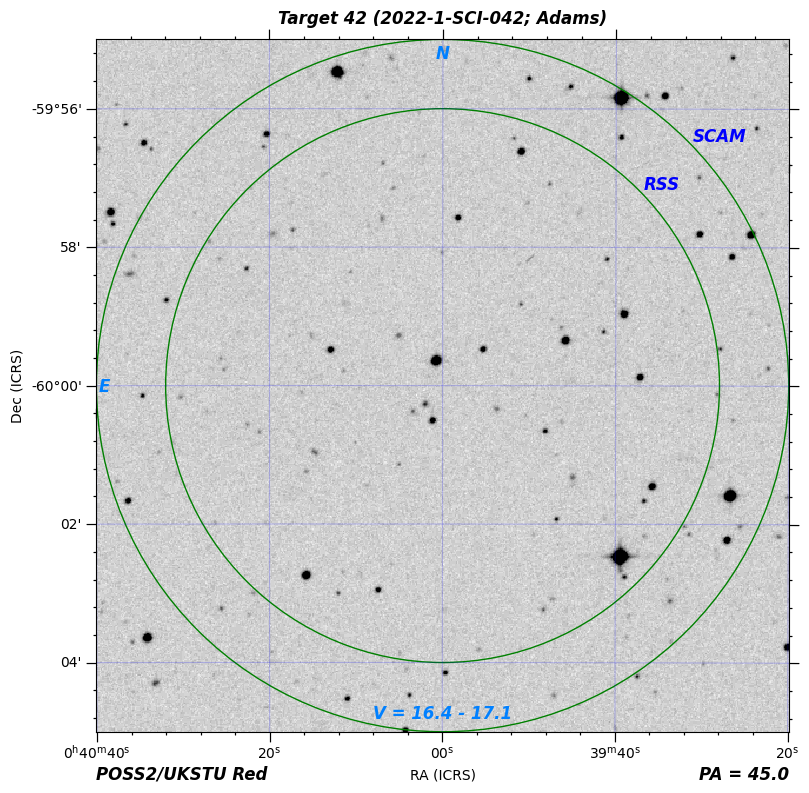 Target 42 (2022-1-SCI-042; Adams)
N
-59°56'
SCAM
RSS
58'
Dec (ICRS)
-60°00'
E
02'
04'
V = 16.4 - 17.1
0ʰ40ᵐ40ˢ 20ˢ 00ˢ 39ᵐ40ˢ 20ˢ
POSS2/UKSTU Red
RA (ICRS)
PA = 45.0